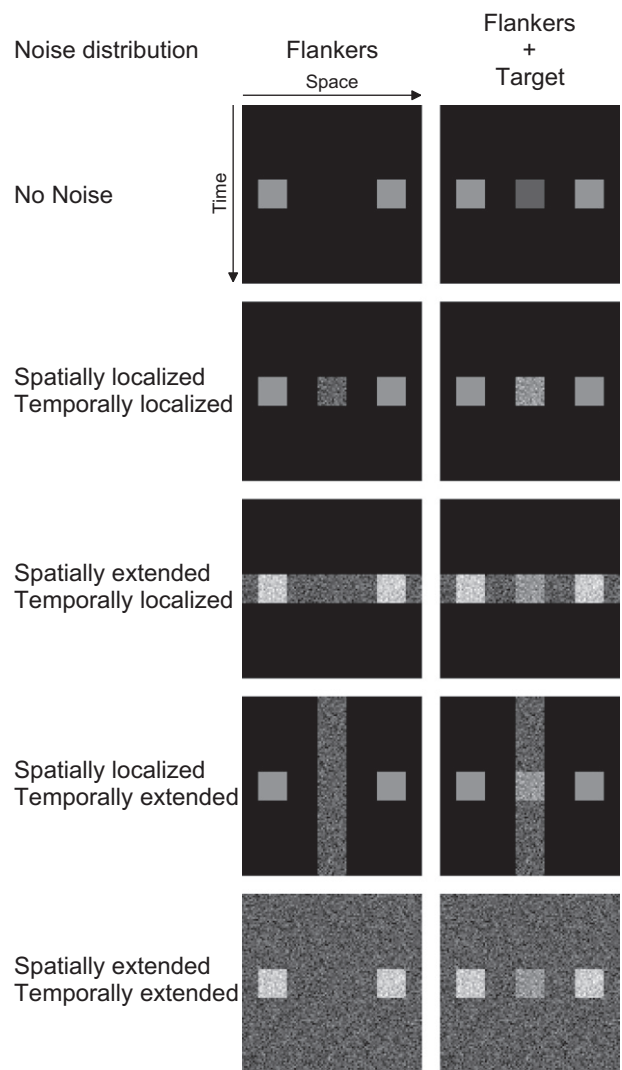 Noise distribution
Flankers
Flankers
+
Target
Space
Time
No Noise
Spatially localized
Temporally localized
Spatially extended
Temporally localized
Spatially localized
Temporally extended
Spatially extended
Temporally extended